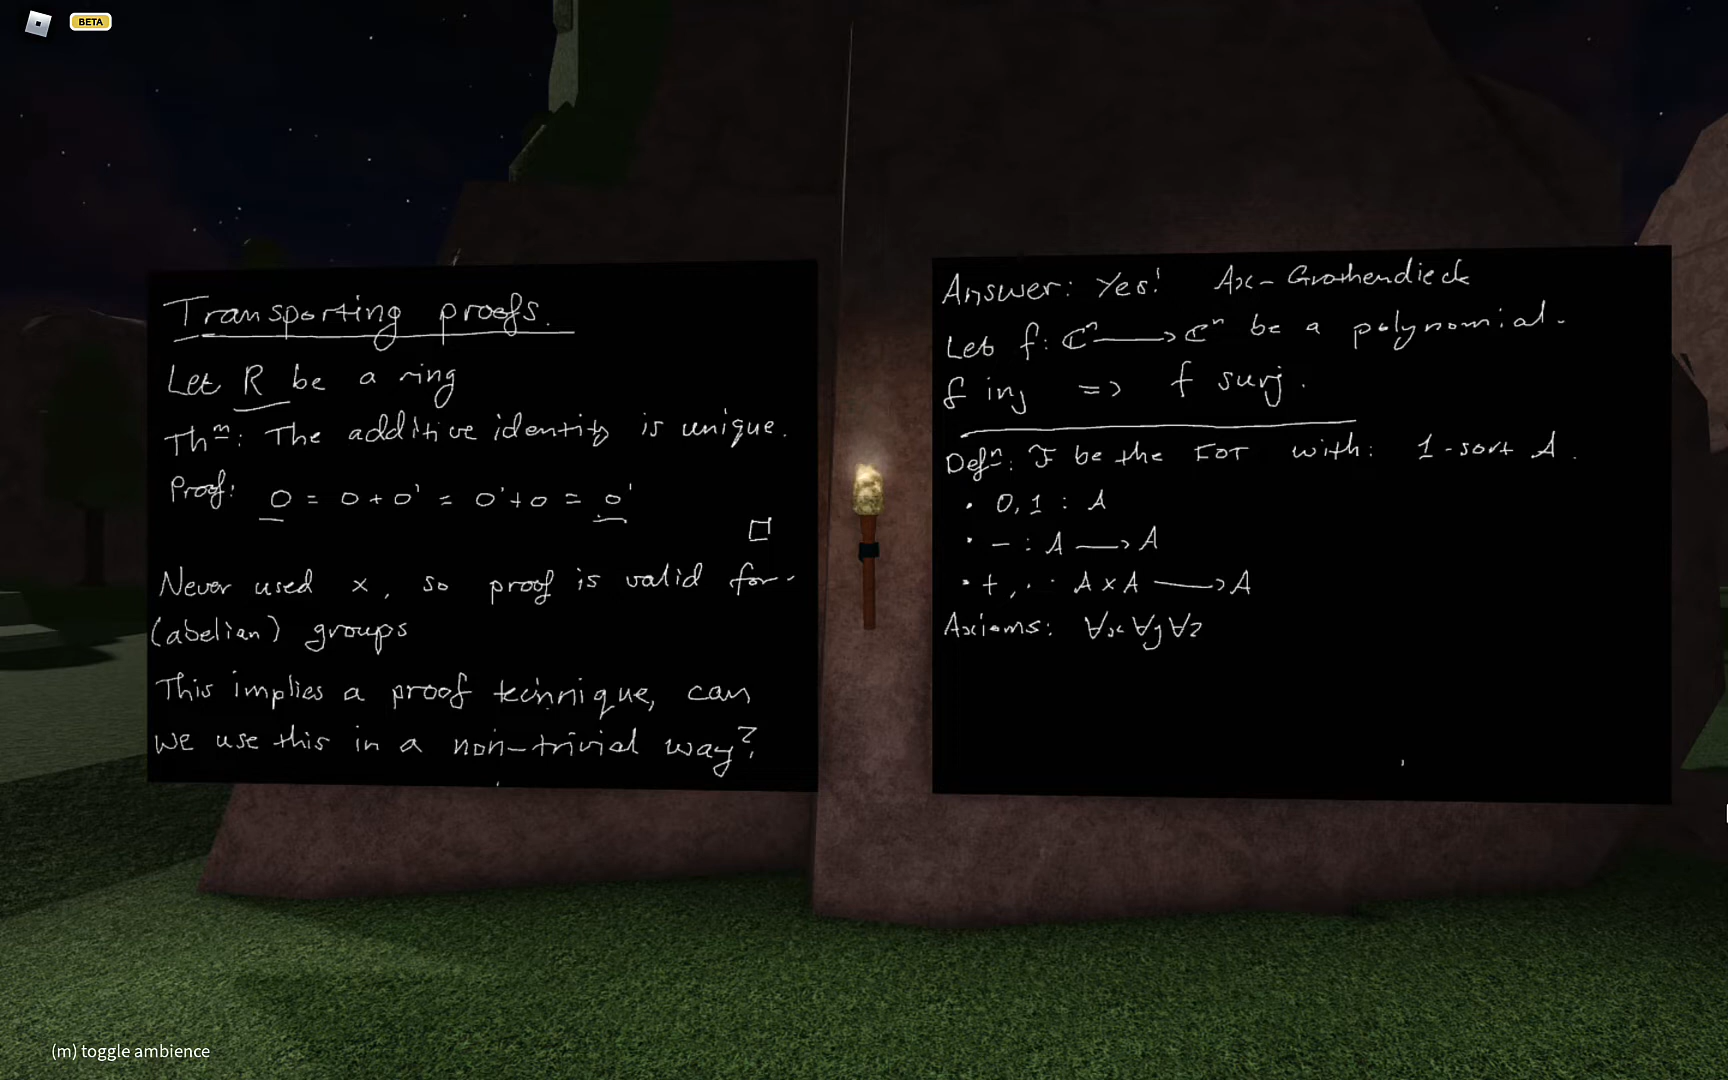 BETA
Transporting proofs.
Let R be a ring
Thᵐ: The additive identity is unique.
Proof: 0 = 0 + 0' = 0' + 0 = 0'
□
Never used ×, so proof is valid for
(abelian) groups
This implies a proof technique, can
we use this in a non-trivial way?
Answer: Yes! Ax-Grothendieck
Let f: ℂⁿ ⟶ ℂⁿ be a polynomial.
f inj => f surj.
Defⁿ: 𝓕 be the FOT with: 1-sort A.
• 0, 1 : A
• - : A ⟶ A
• +, · : A × A ⟶ A
Axioms: ∀x∀y∀z
(m) toggle ambience